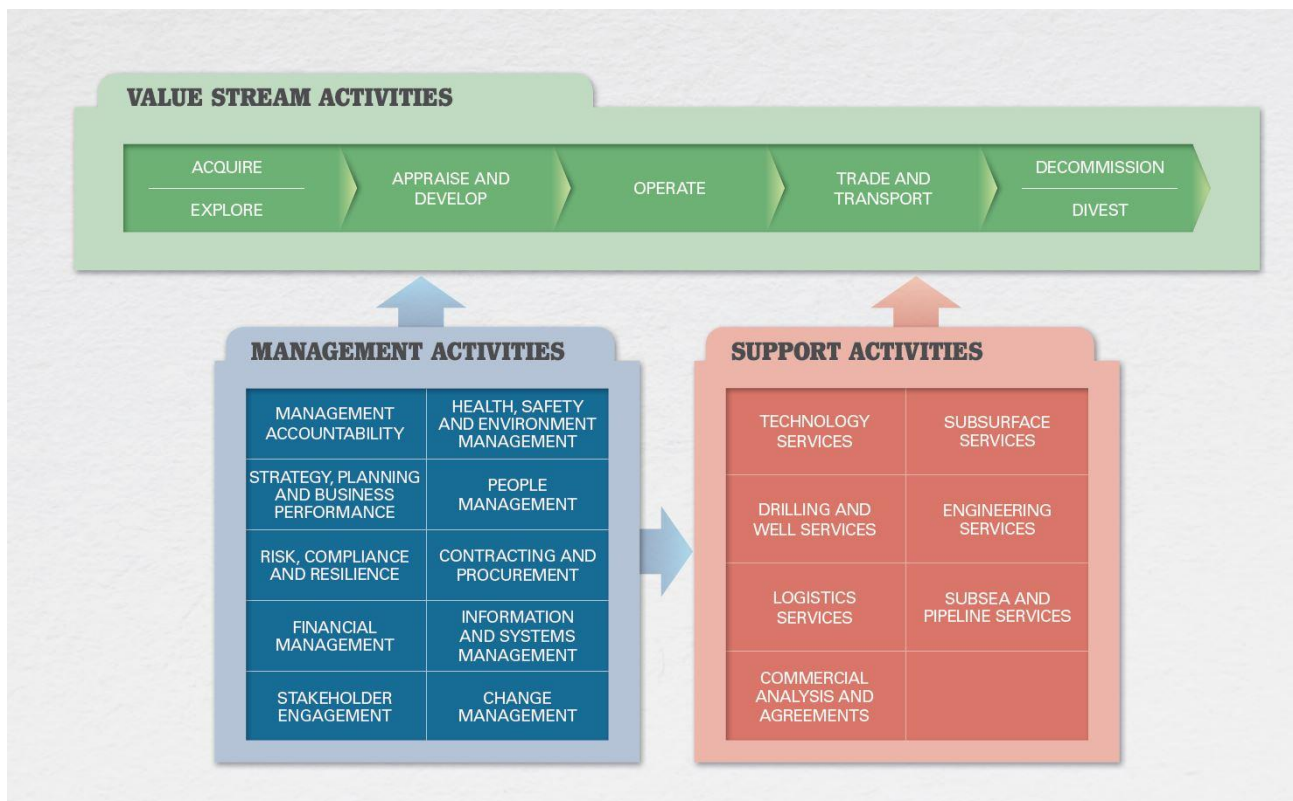 VALUE STREAM ACTIVITIES
ACQUIRE
EXPLORE
APPRAISE AND
DEVELOP
OPERATE
TRADE AND
TRANSPORT
DECOMMISSION
DIVEST
MANAGEMENT ACTIVITIES
MANAGEMENT
ACCOUNTABILITY
HEALTH, SAFETY
AND ENVIRONMENT
MANAGEMENT
STRATEGY, PLANNING
AND BUSINESS
PERFORMANCE
PEOPLE
MANAGEMENT
RISK, COMPLIANCE
AND RESILIENCE
CONTRACTING AND
PROCUREMENT
FINANCIAL
MANAGEMENT
INFORMATION
AND SYSTEMS
MANAGEMENT
STAKEHOLDER
ENGAGEMENT
CHANGE
MANAGEMENT
SUPPORT ACTIVITIES
TECHNOLOGY
SERVICES
SUBSURFACE
SERVICES
DRILLING AND
WELL SERVICES
ENGINEERING
SERVICES
LOGISTICS
SERVICES
SUBSEA AND
PIPELINE SERVICES
COMMERCIAL
ANALYSIS AND
AGREEMENTS